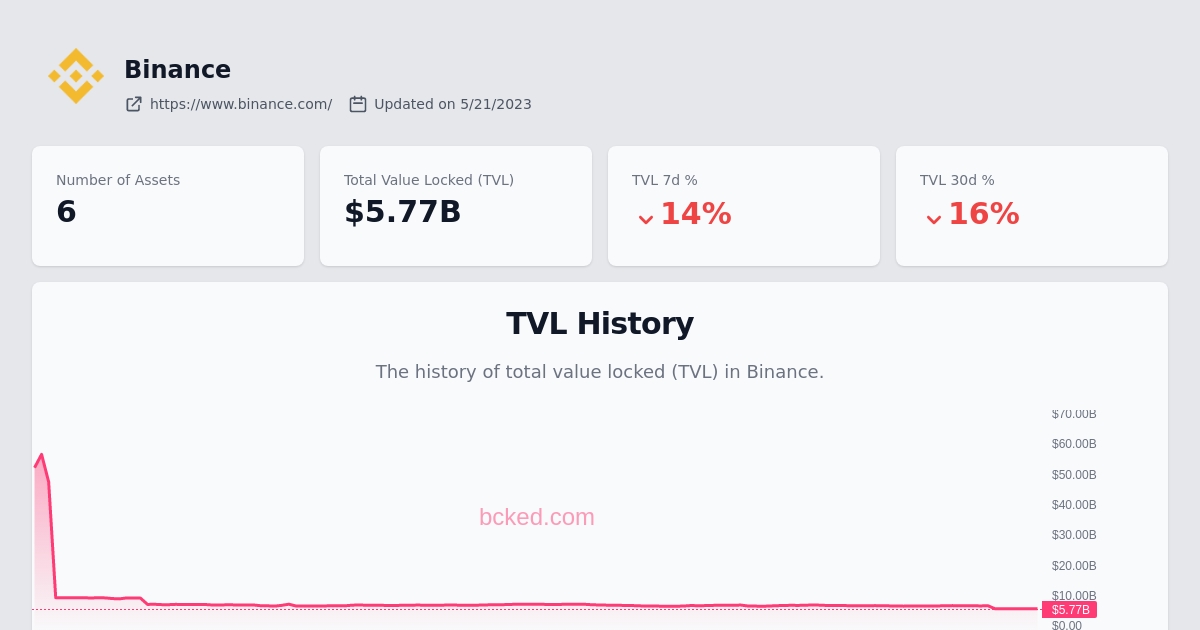 Binance
https://www.binance.com/ Updated on 5/21/2023
Number of Assets
6
Total Value Locked (TVL)
$5.77B
TVL 7d %
14%
TVL 30d %
16%
TVL History
The history of total value locked (TVL) in Binance.
$70.00B
$60.00B
$50.00B
bcked.com
$40.00B
$30.00B
$20.00B
$10.00B
$5.77B
$0.00